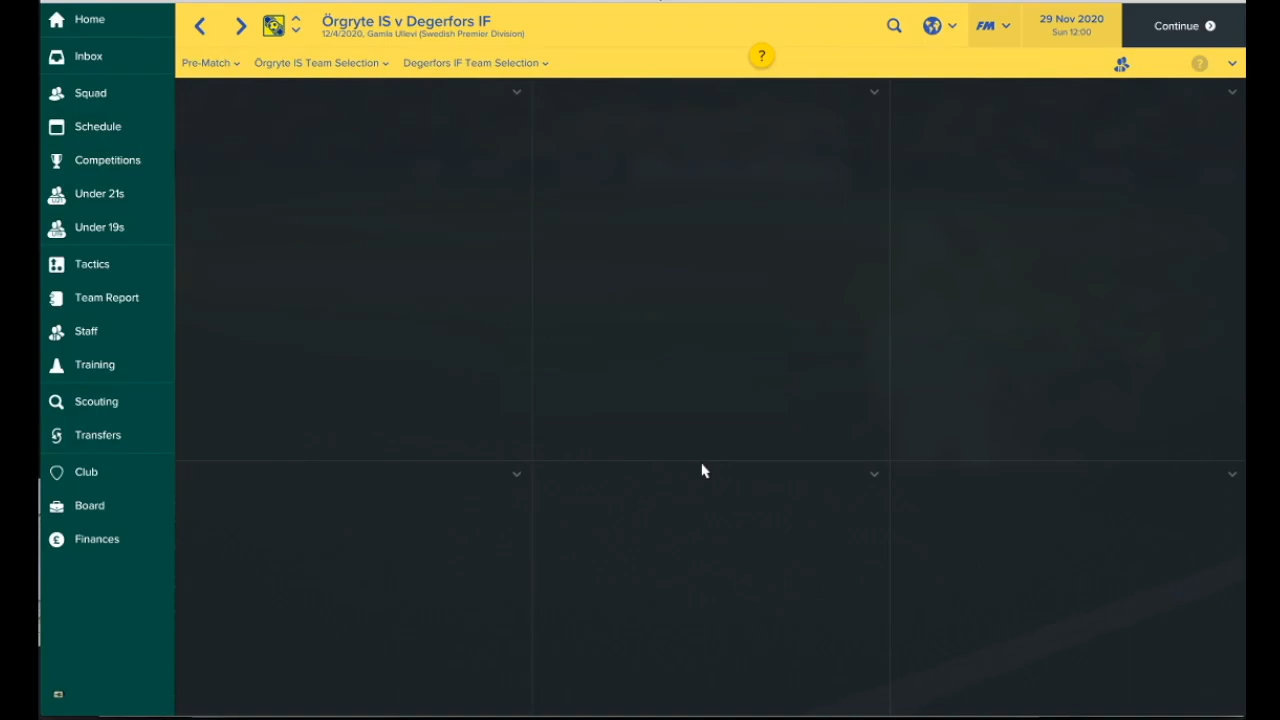 Home
Inbox
Squad
Schedule
Competitions
Under 21s
Under 19s
Tactics
Team Report
Staff
Training
Scouting
Transfers
Club
Board
Finances
Örgryte IS v Degerfors IF
12/4/2020, Gamla Ullevi (Swedish Premier Division)
FM
29 Nov 2020
Sun 12:00
Continue
Pre-Match
Örgryte IS Team Selection
Degerfors IF Team Selection
?
?